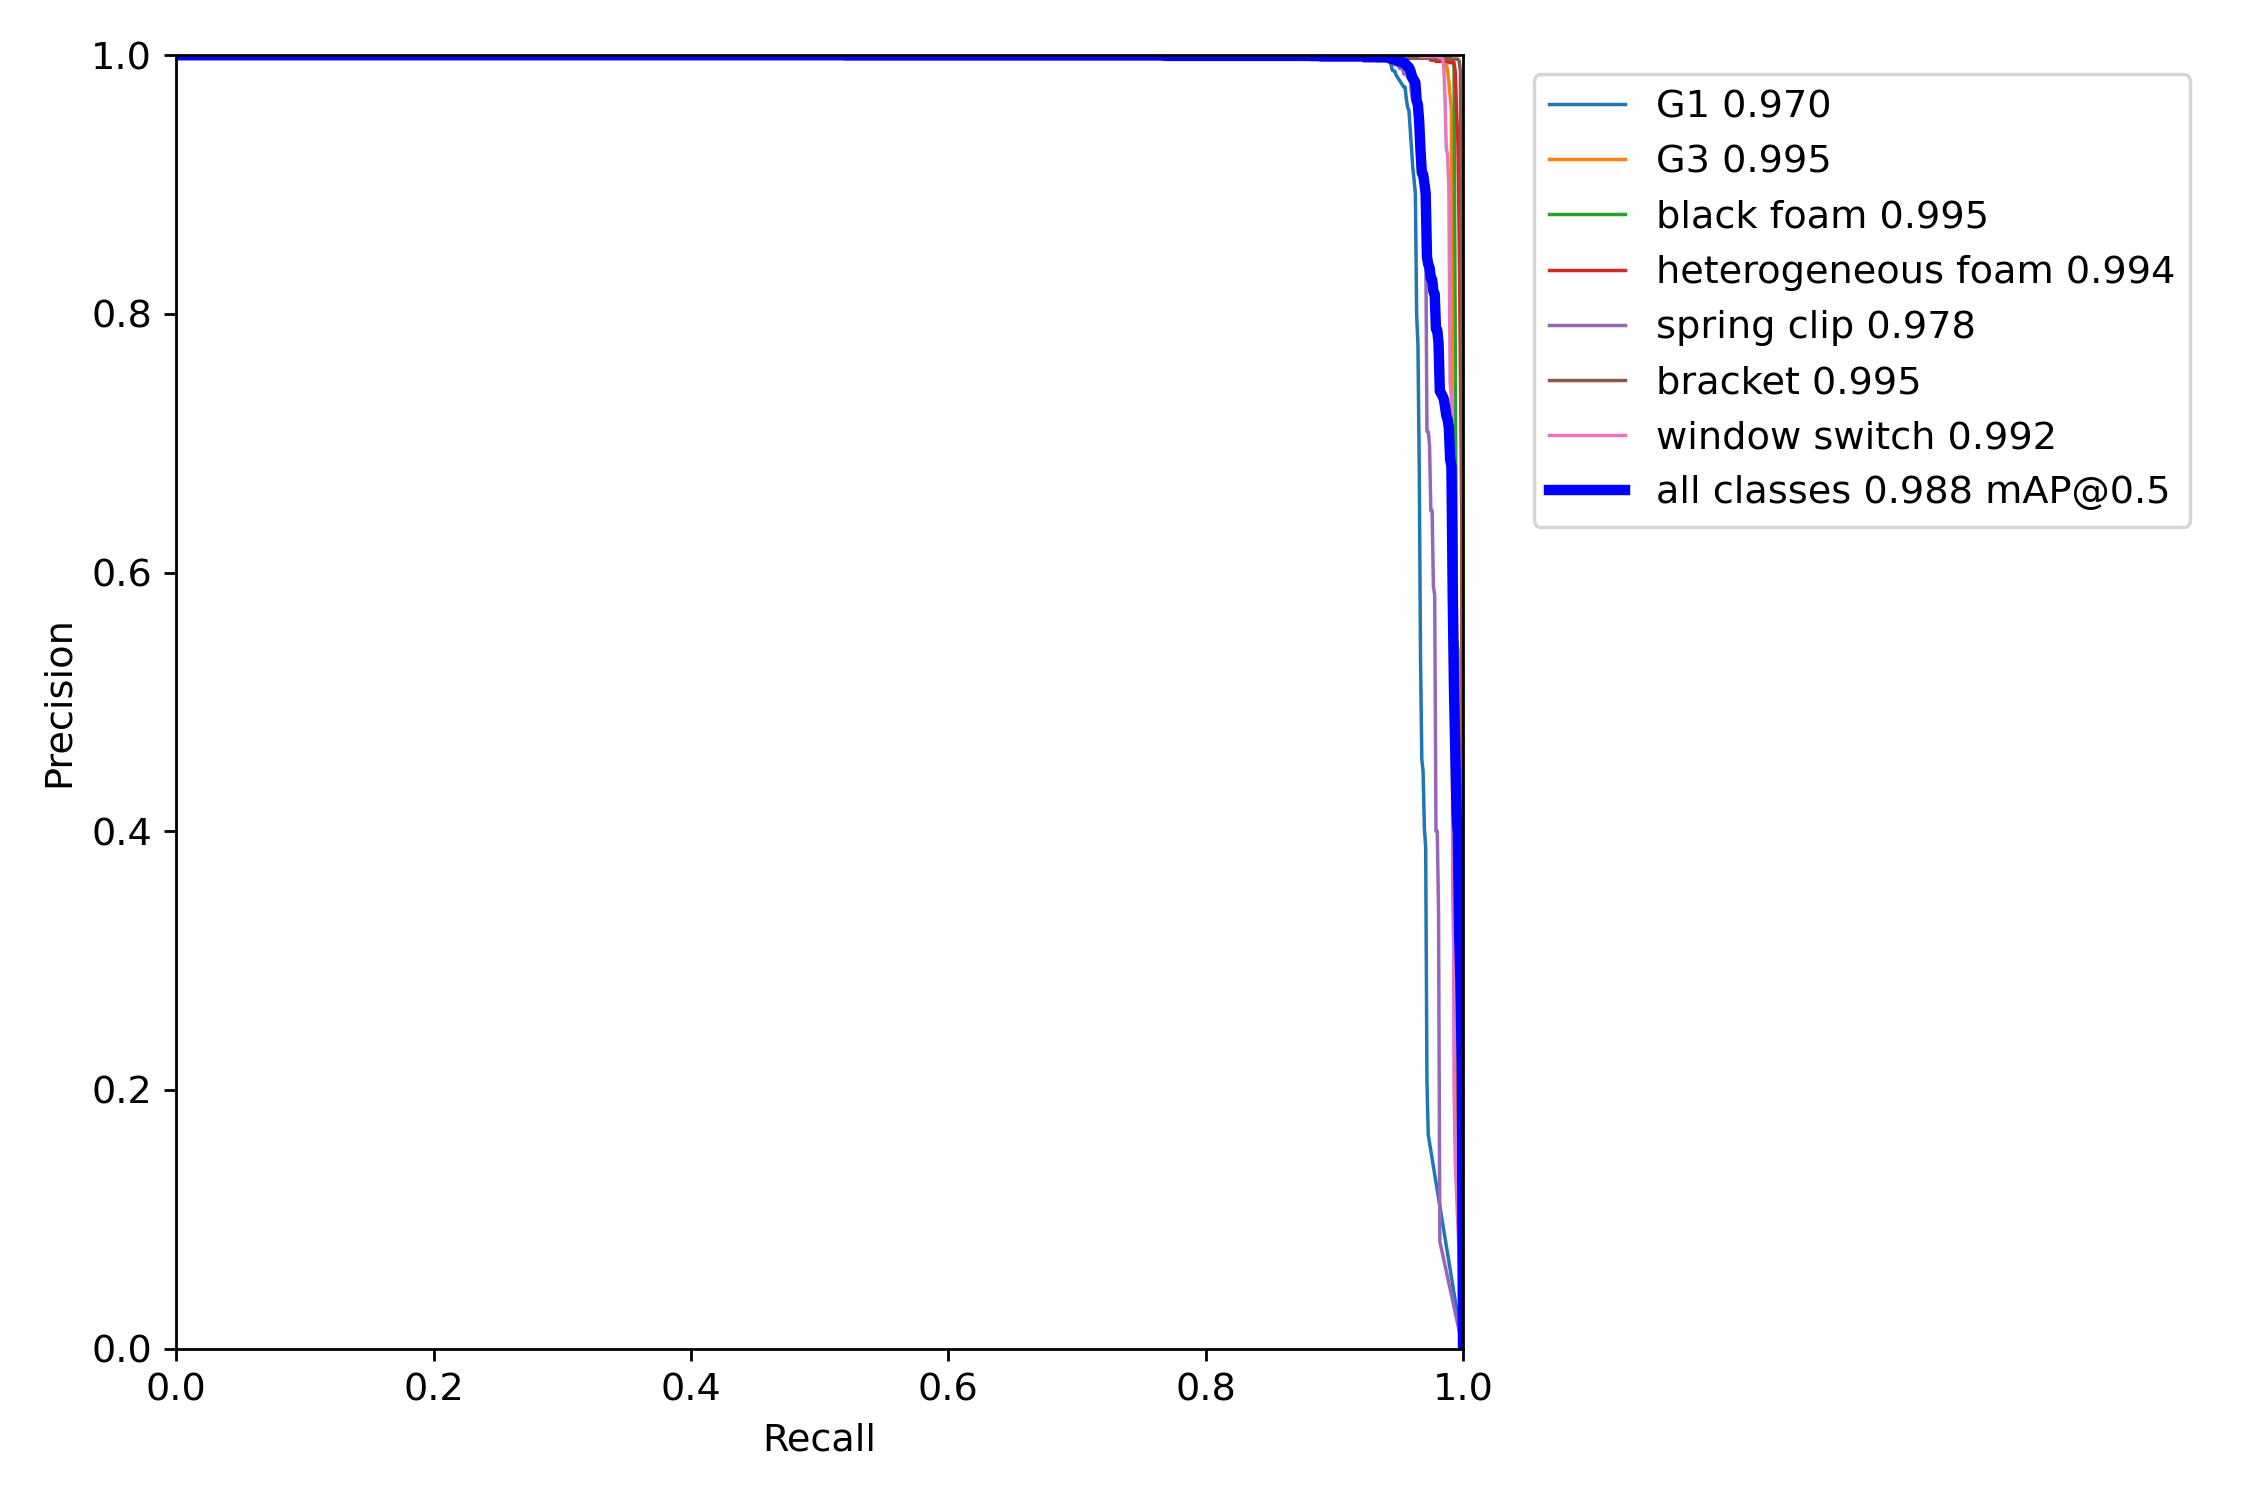 1.0
0.8
0.6
0.4
0.2
0.0
Precision
0.0 0.2 0.4 0.6 0.8 1.0
Recall
G1 0.970
G3 0.995
black foam 0.995
heterogeneous foam 0.994
spring clip 0.978
bracket 0.995
window switch 0.992
all classes 0.988 mAP@0.5